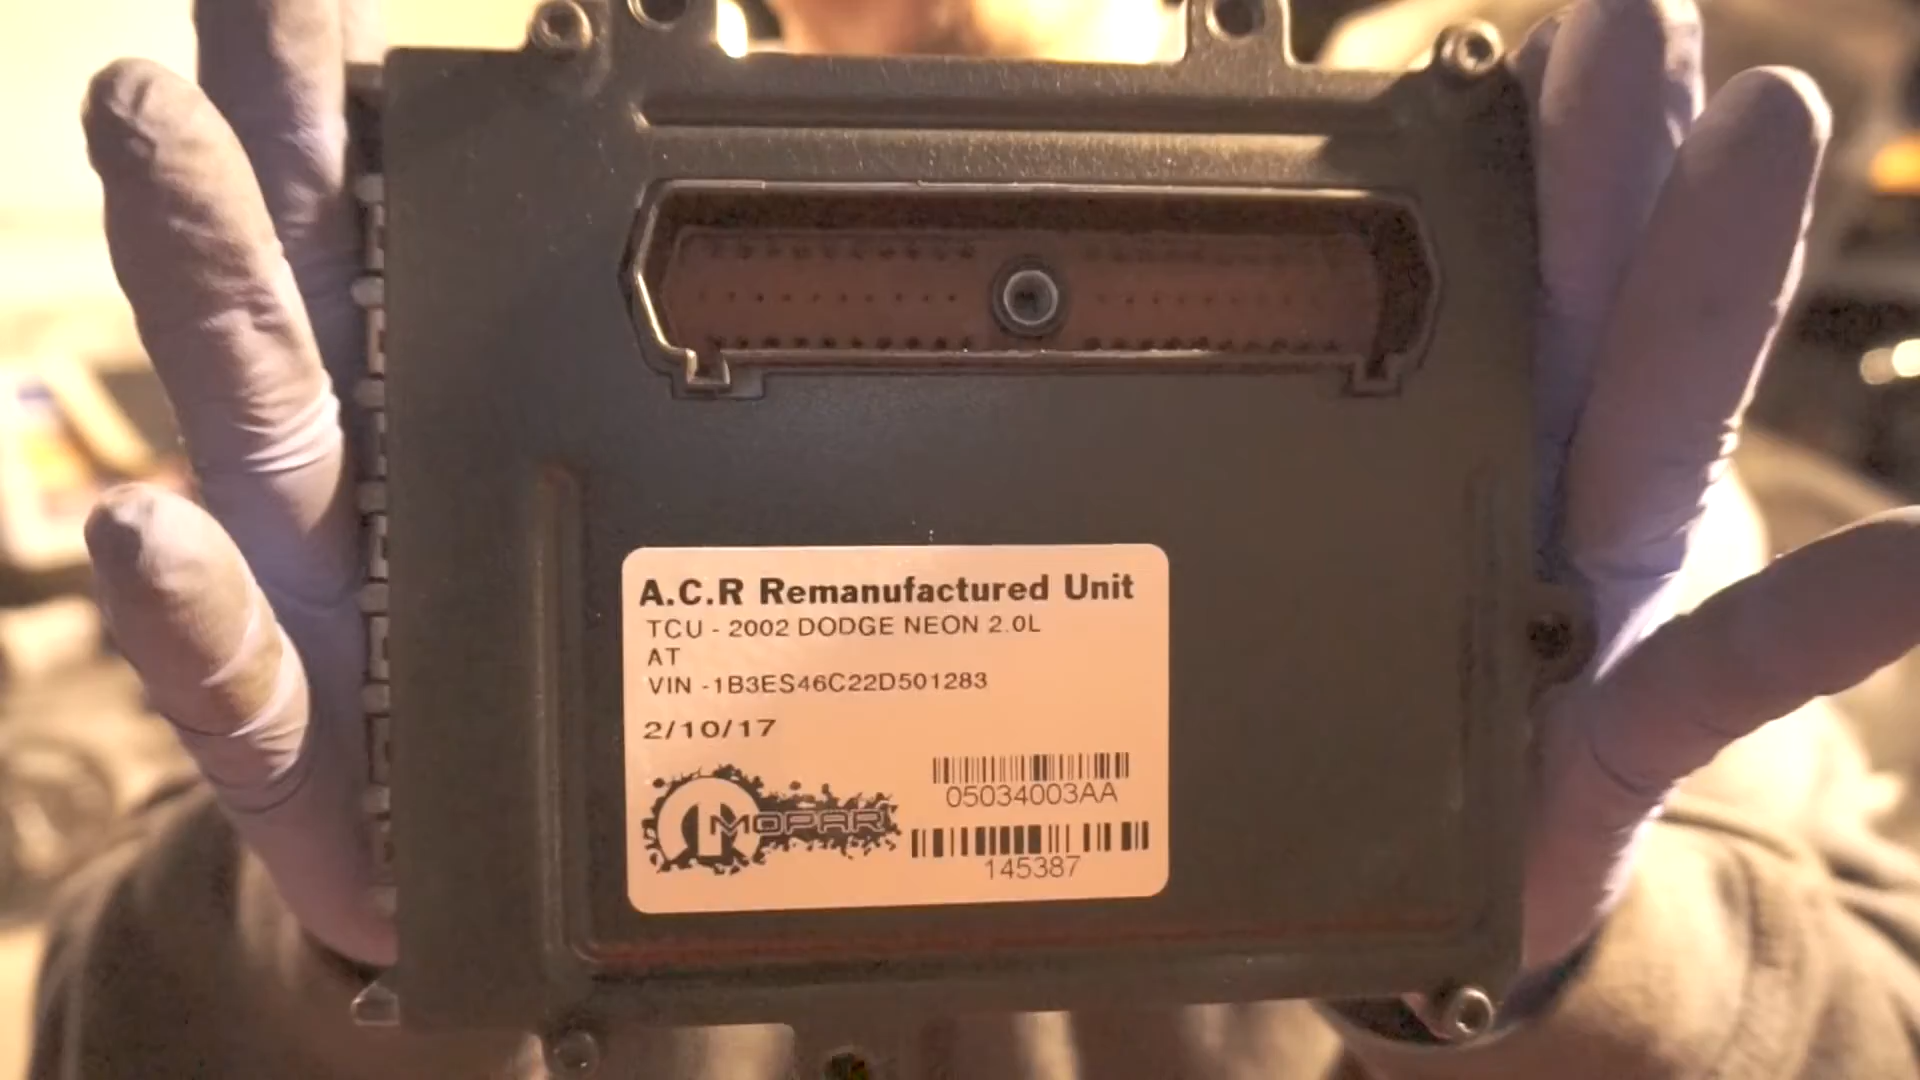 A.C.R Remanufactured Unit
TCU - 2002 DODGE NEON 2.0L
AT
VIN -1B3ES46C22D501283
2/10/17
MOPAR
05034003AA
145387